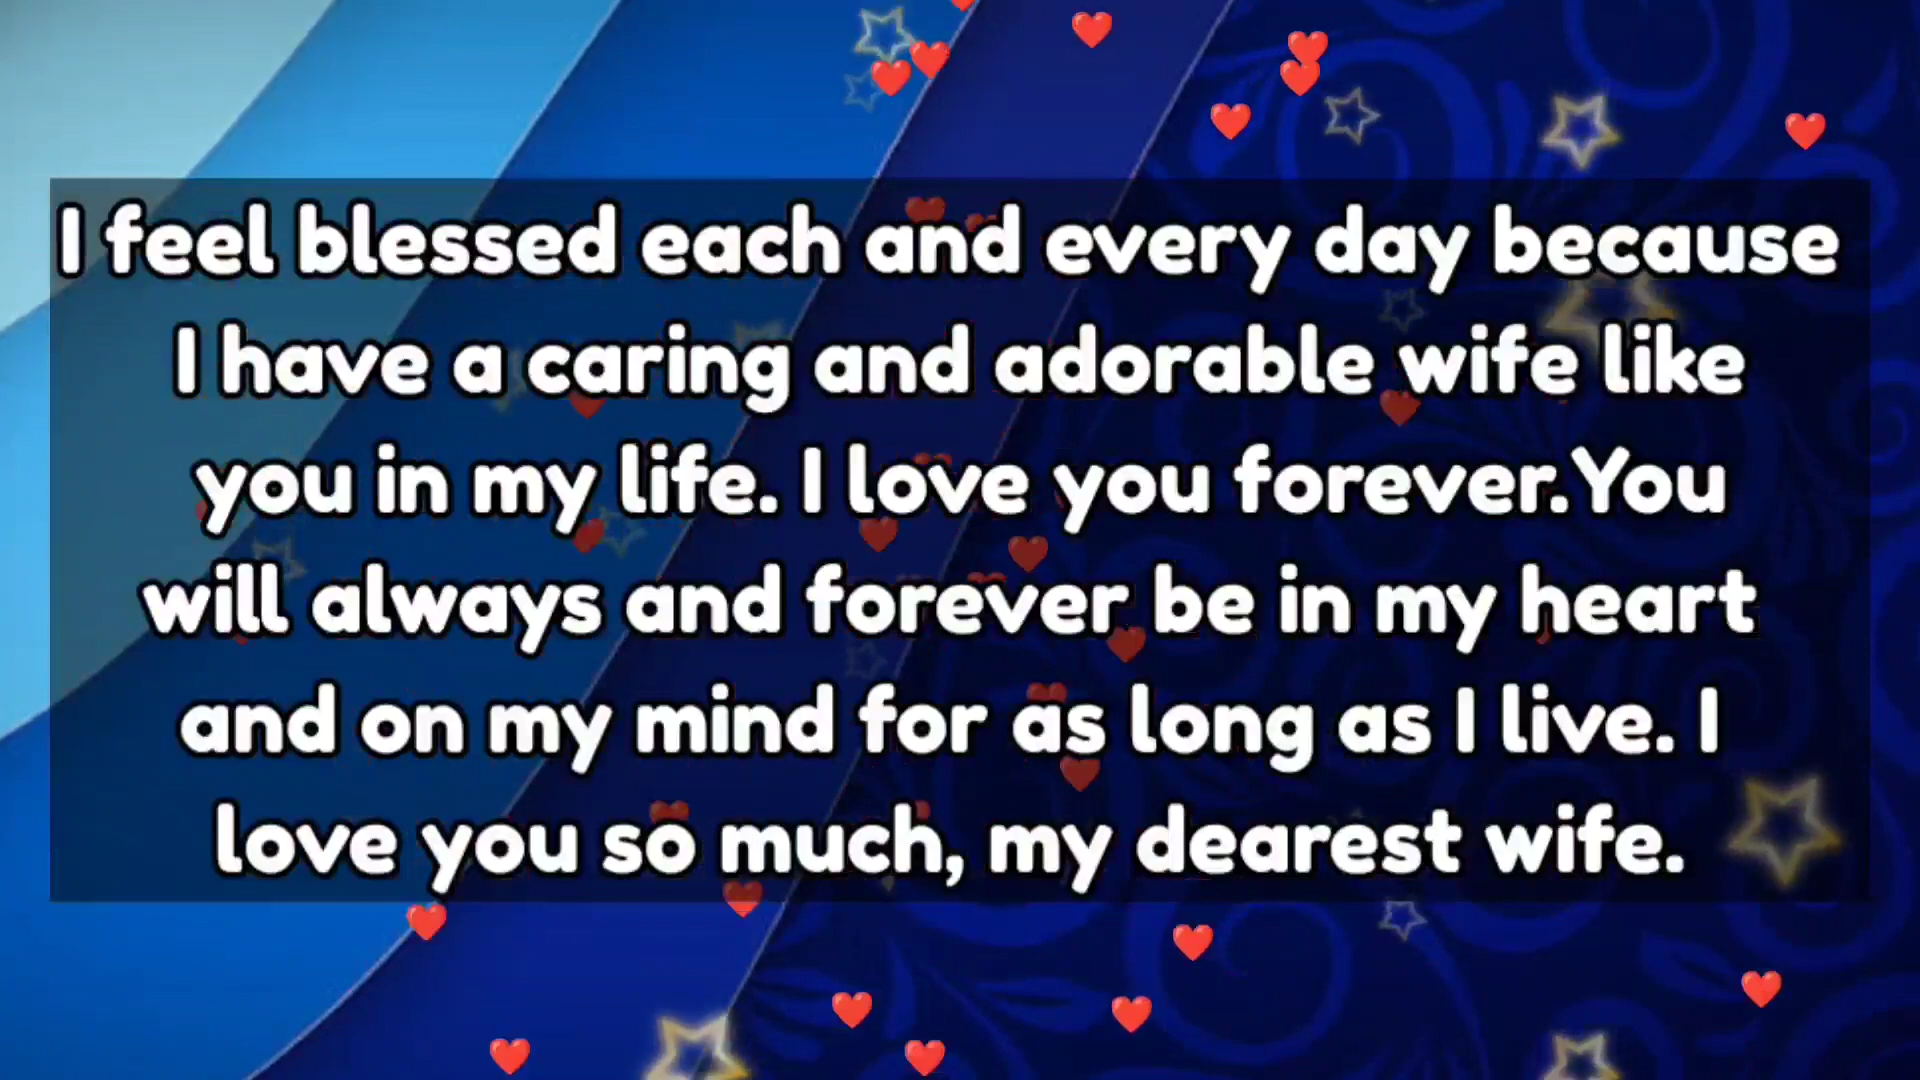 I feel blessed each and every day because
I have a caring and adorable wife like
you in my life. I love you forever.You
will always and forever be in my heart
and on my mind for as long as I live. I
love you so much, my dearest wife.